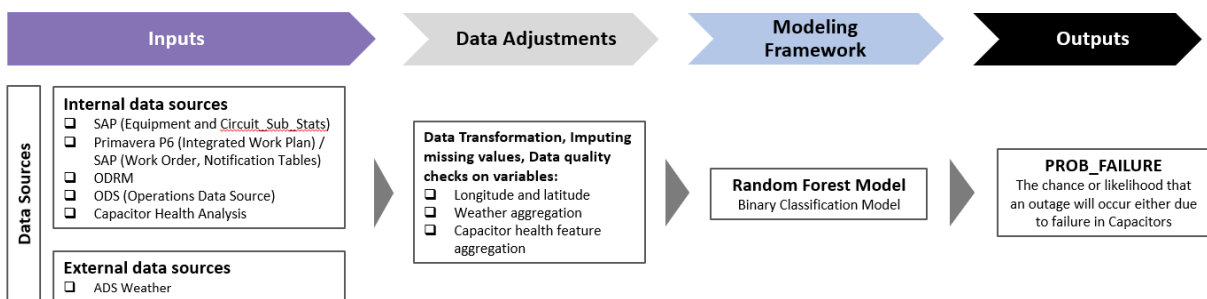 Inputs
Data Adjustments
Modeling
Framework
Outputs
Data Sources
Internal data sources
❑ SAP (Equipment and Circuit_Sub_Stats)
❑ Primavera P6 (Integrated Work Plan) /
SAP (Work Order, Notification Tables)
❑ ODRM
❑ ODS (Operations Data Source)
❑ Capacitor Health Analysis
External data sources
❑ ADS Weather
Data Transformation, Imputing
missing values, Data quality
checks on variables:
❑ Longitude and latitude
❑ Weather aggregation
❑ Capacitor health feature
aggregation
Random Forest Model
Binary Classification Model
PROB_FAILURE
The chance or likelihood that
an outage will occur either due
to failure in Capacitors